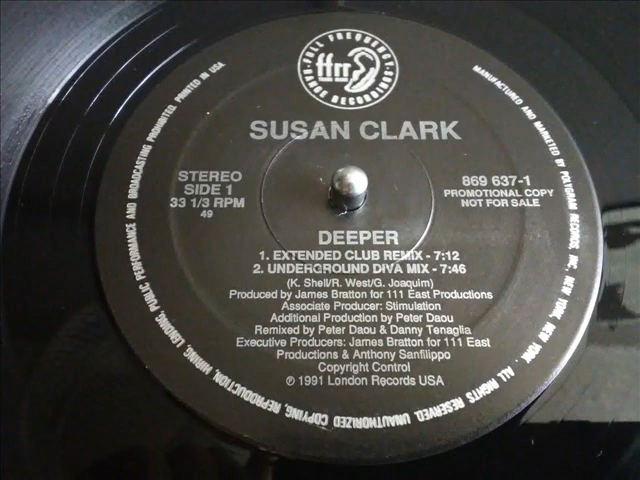 FULL FREQUENCY RANGE RECORDINGS
ffrr
SUSAN CLARK
STEREO
SIDE 1
33 1/3 RPM
49
869 637-1
PROMOTIONAL COPY
NOT FOR SALE
DEEPER
1. EXTENDED CLUB REMIX - 7:12
2. UNDERGROUND DIVA MIX - 7:46
(K. Shell/R. West/G. Joaquim)
Produced by James Bratton for 111 East Productions
Associate Producer: Stimulation
Additional Production by Peter Daou
Remixed by Peter Daou & Danny Tenaglia
Executive Producers: James Bratton for 111 East
Productions & Anthony Sanfilippo
Copyright Control
℗ 1991 London Records USA
MANUFACTURED AND MARKETED BY POLYGRAM RECORDS, INC. NEW YORK, NEW YORK. ALL RIGHTS RESERVED. UNAUTHORIZED COPYING, REPRODUCTION, HIRING, LENDING, PUBLIC PERFORMANCE AND BROADCASTING PROHIBITED. PRINTED IN USA